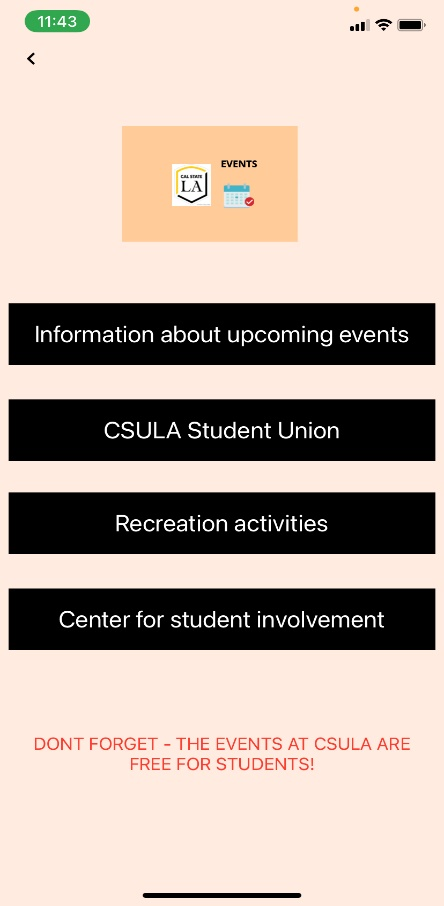 11:43
EVENTS
CAL STATE
LA
Information about upcoming events
CSULA Student Union
Recreation activities
Center for student involvement
DONT FORGET - THE EVENTS AT CSULA ARE
FREE FOR STUDENTS!